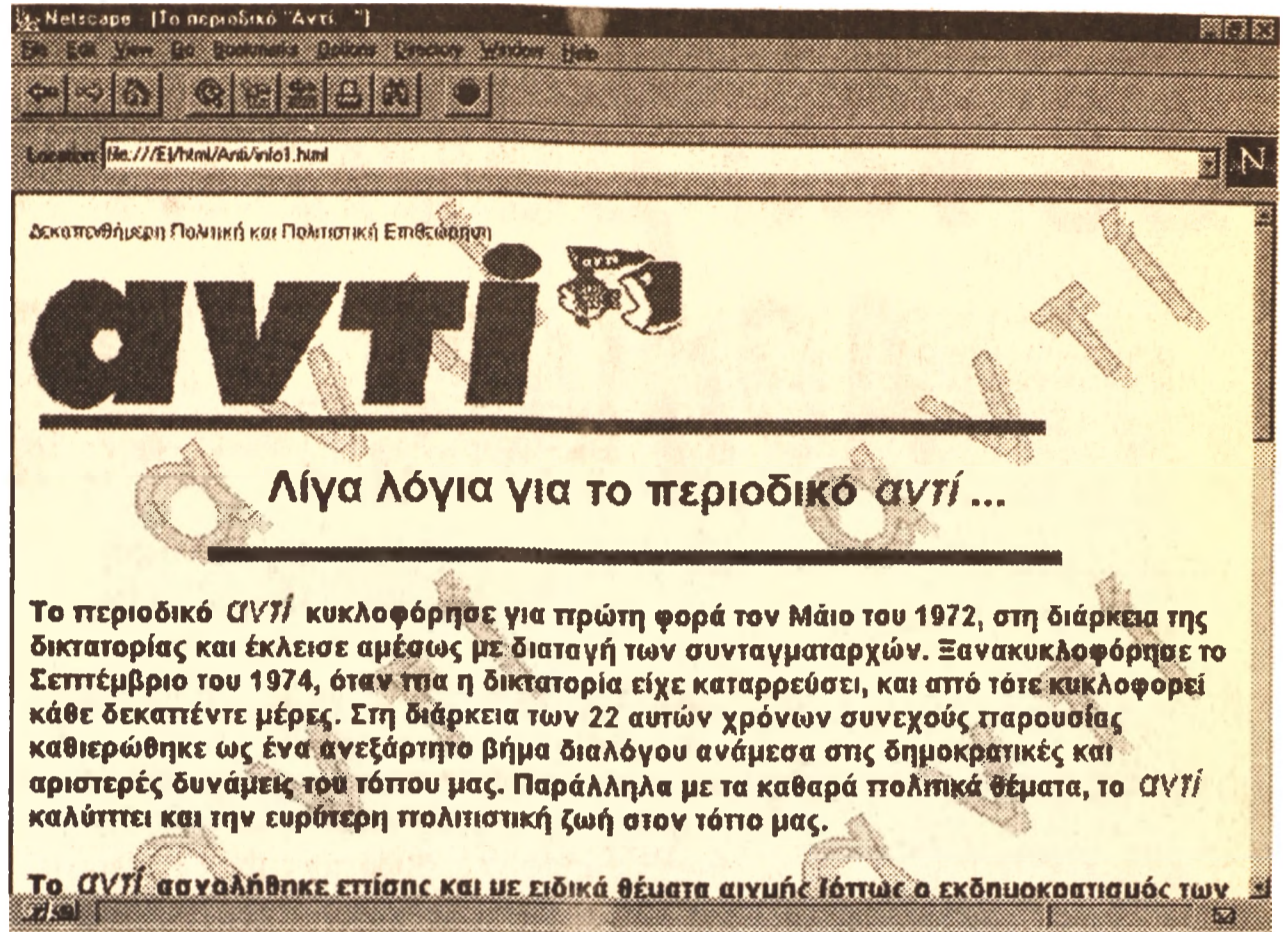 Netscape - [Το περιοδικό "Αντί..."]
File Edit View Go Bookmarks Options Directory Window Help
Location: file:///E|/html/Anti/info1.html
N
Δεκαπενθήμερη Πολιτική και Πολιτιστική Επιθεώρηση
αντί
αντί
Λίγα λόγια για το περιοδικό αντί ...
Το περιοδικό αντί κυκλοφόρησε για πρώτη φορά τον Μάιο του 1972, στη διάρκεια της
δικτατορίας και έκλεισε αμέσως με διαταγή των συνταγματαρχών. Ξανακυκλοφόρησε το
Σεπτέμβριο του 1974, όταν πια η δικτατορία είχε καταρρεύσει, και από τότε κυκλοφορεί
κάθε δεκαπέντε μέρες. Στη διάρκεια των 22 αυτών χρόνων συνεχούς παρουσίας
καθιερώθηκε ως ένα ανεξάρτητο βήμα διαλόγου ανάμεσα στις δημοκρατικές και
αριστερές δυνάμεις του τόπου μας. Παράλληλα με τα καθαρά πολιτικά θέματα, το αντί
καλύπτει και την ευρύτερη πολιτιστική ζωή στον τόπο μας.
Το αντί ασχολήθηκε επίσης και με ειδικά θέματα αιχμής (όπως ο εκδημοκρατισμός των